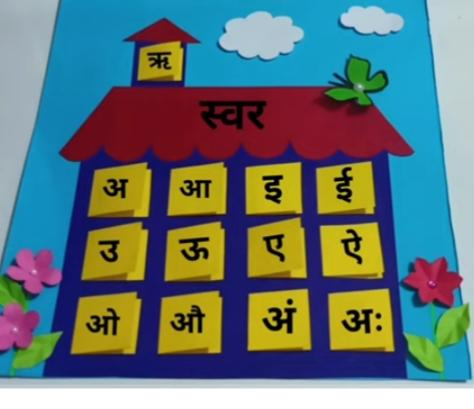 ऋ
स्वर
अ आ इ ई
उ ऊ ए ऐ
ओ औ अं अः